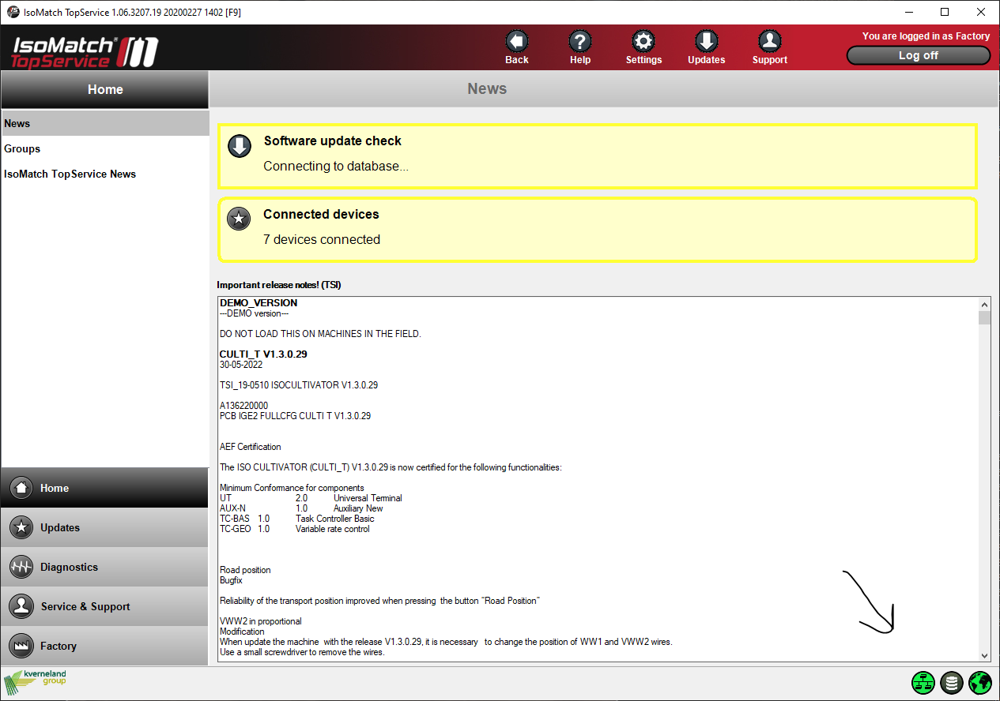 IsoMatch TopService 1.06.3207.19 20200227 1402 [F9]
IsoMatch®
TopService
Back
Help
Settings
Updates
Support
You are logged in as Factory
Log off
Home
News
News
Groups
IsoMatch TopService News
Software update check
Connecting to database...
Connected devices
7 devices connected
Important release notes! (TSI)
DEMO_VERSION
---DEMO version---
DO NOT LOAD THIS ON MACHINES IN THE FIELD.
CULTI_T V1.3.0.29
30-05-2022
TSI_19-0510 ISOCULTIVATOR V1.3.0.29
A136220000
PCB IGE2 FULLCFG CULTI T V1.3.0.29
AEF Certification
The ISO CULTIVATOR (CULTI_T) V1.3.0.29 is now certified for the following functionalities:
Minimum Conformance for components
UT 2.0 Universal Terminal
AUX-N 1.0 Auxiliary New
TC-BAS 1.0 Task Controller Basic
TC-GEO 1.0 Variable rate control
Road position
Bugfix
Reliability of the transport position improved when pressing the button "Road Position"
VWW2 in proportional
Modification
When update the machine with the release V1.3.0.29, it is necessary to change the position of WW1 and VWW2 wires.
Use a small screwdriver to remove the wires.
Home
Updates
Diagnostics
Service & Support
Factory
kverneland
group